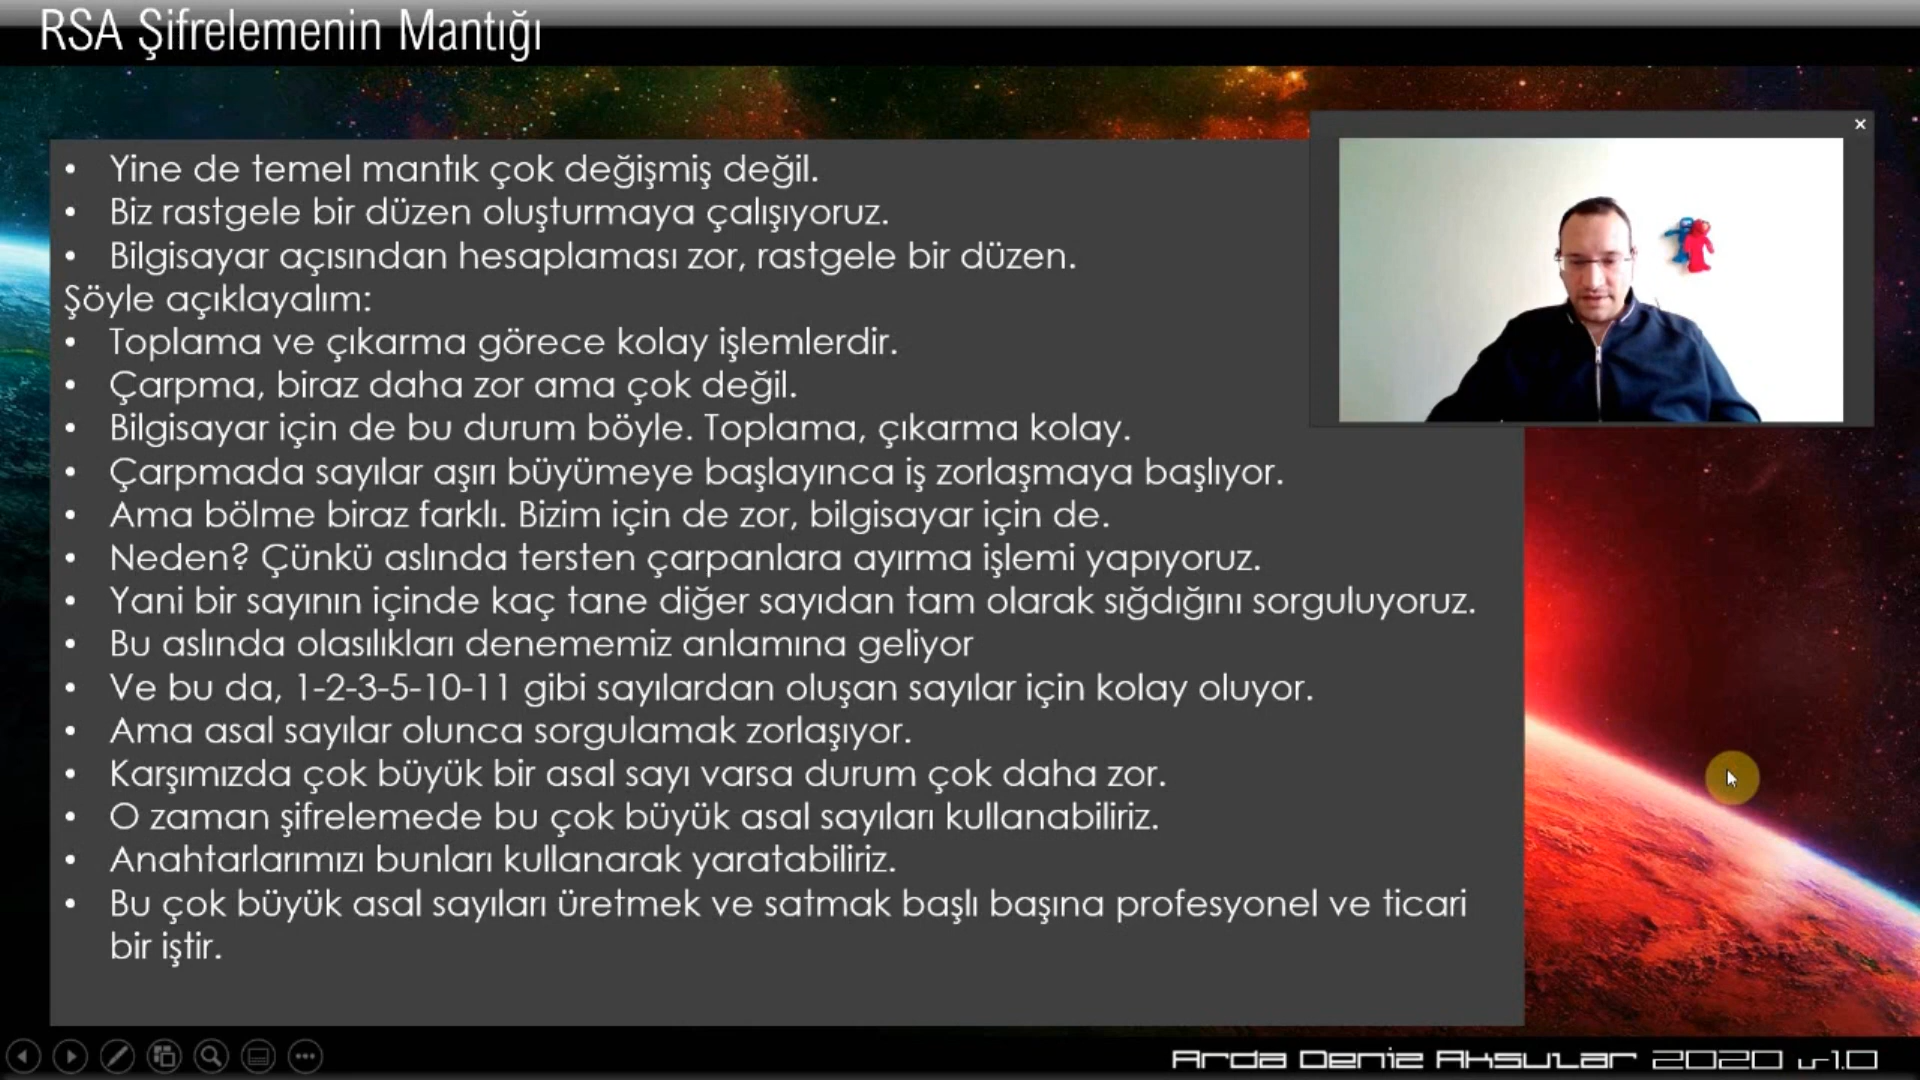 RSA Şifrelemenin Mantığı
• Yine de temel mantık çok değişmiş değil.
• Biz rastgele bir düzen oluşturmaya çalışıyoruz.
• Bilgisayar açısından hesaplaması zor, rastgele bir düzen.
Şöyle açıklayalım:
• Toplama ve çıkarma görece kolay işlemlerdir.
• Çarpma, biraz daha zor ama çok değil.
• Bilgisayar için de bu durum böyle. Toplama, çıkarma kolay.
• Çarpmada sayılar aşırı büyümeye başlayınca iş zorlaşmaya başlıyor.
• Ama bölme biraz farklı. Bizim için de zor, bilgisayar için de.
• Neden? Çünkü aslında tersten çarpanlara ayırma işlemi yapıyoruz.
• Yani bir sayının içinde kaç tane diğer sayıdan tam olarak sığdığını sorguluyoruz.
• Bu aslında olasılıkları denememiz anlamına geliyor
• Ve bu da, 1-2-3-5-10-11 gibi sayılardan oluşan sayılar için kolay oluyor.
• Ama asal sayılar olunca sorgulamak zorlaşıyor.
• Karşımızda çok büyük bir asal sayı varsa durum çok daha zor.
• O zaman şifrelemede bu çok büyük asal sayıları kullanabiliriz.
• Anahtarlarımızı bunları kullanarak yaratabiliriz.
• Bu çok büyük asal sayıları üretmek ve satmak başlı başına profesyonel ve ticari
bir iştir.
Arda Deniz Aksular 2020 v1.0